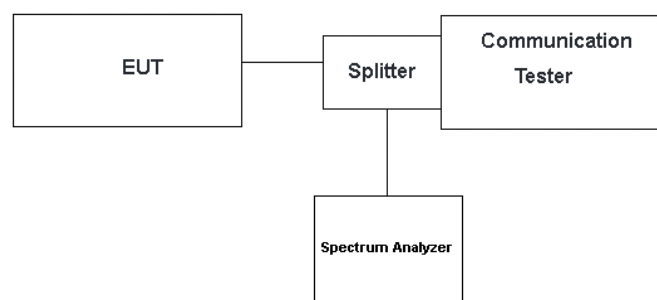 EUT
Splitter
Communication
Tester
Spectrum Analyzer